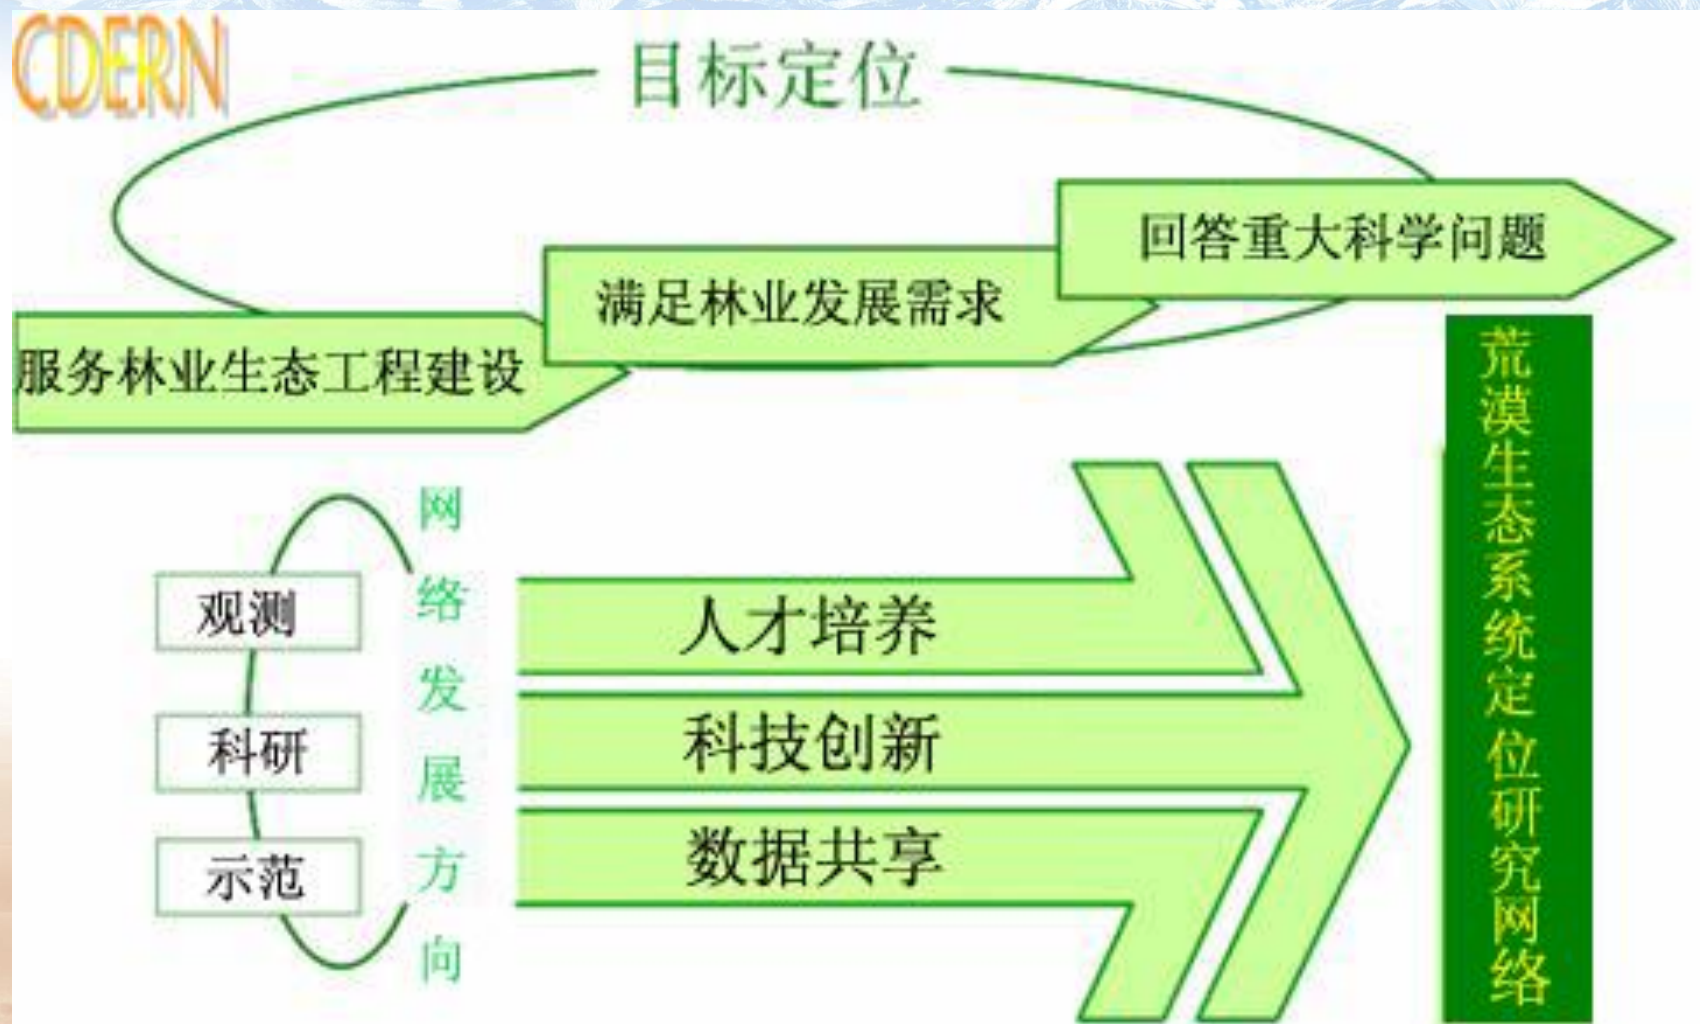 CDERN
目标定位
回答重大科学问题
满足林业发展需求
服务林业生态工程建设
网络发展方向
观测
科研
示范
人才培养
科技创新
数据共享
荒漠生态系统定位研究网络